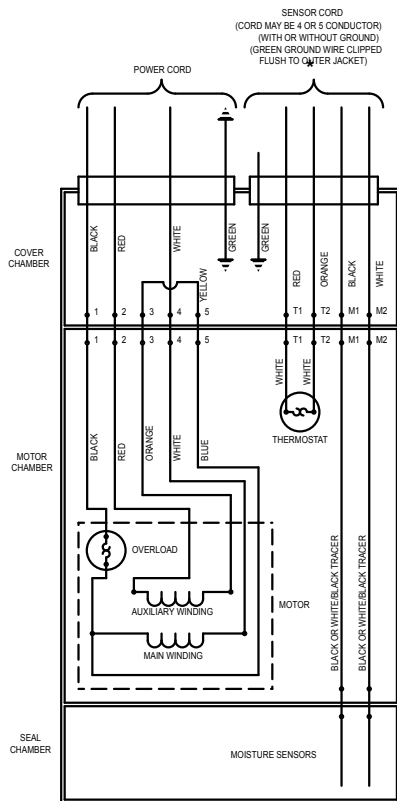 SENSOR CORD
(CORD MAY BE 4 OR 5 CONDUCTOR)
(WITH OR WITHOUT GROUND)
(GREEN GROUND WIRE CLIPPED
FLUSH TO OUTER JACKET)
*
POWER CORD
COVER
CHAMBER
BLACK
RED
WHITE
GREEN
GREEN
RED
ORANGE
BLACK
WHITE
YELLOW
1
2
3
4
5
T1
T2
M1
M2
1
2
3
4
5
T1
T2
M1
M2
WHITE
WHITE
THERMOSTAT
MOTOR
CHAMBER
BLACK
RED
ORANGE
WHITE
BLUE
OVERLOAD
AUXILIARY WINDING
MOTOR
MAIN WINDING
BLACK OR WHITE/BLACK TRACER
BLACK OR WHITE/BLACK TRACER
SEAL
CHAMBER
MOISTURE SENSORS